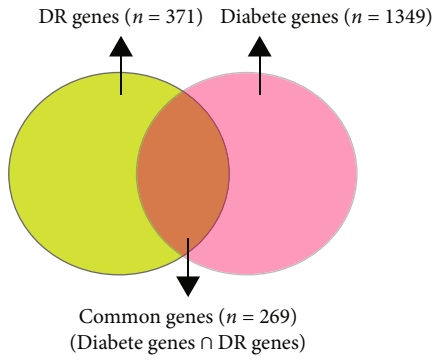 DR genes (n = 371)
Diabete genes (n = 1349)
Common genes (n = 269)
(Diabete genes ∩ DR genes)